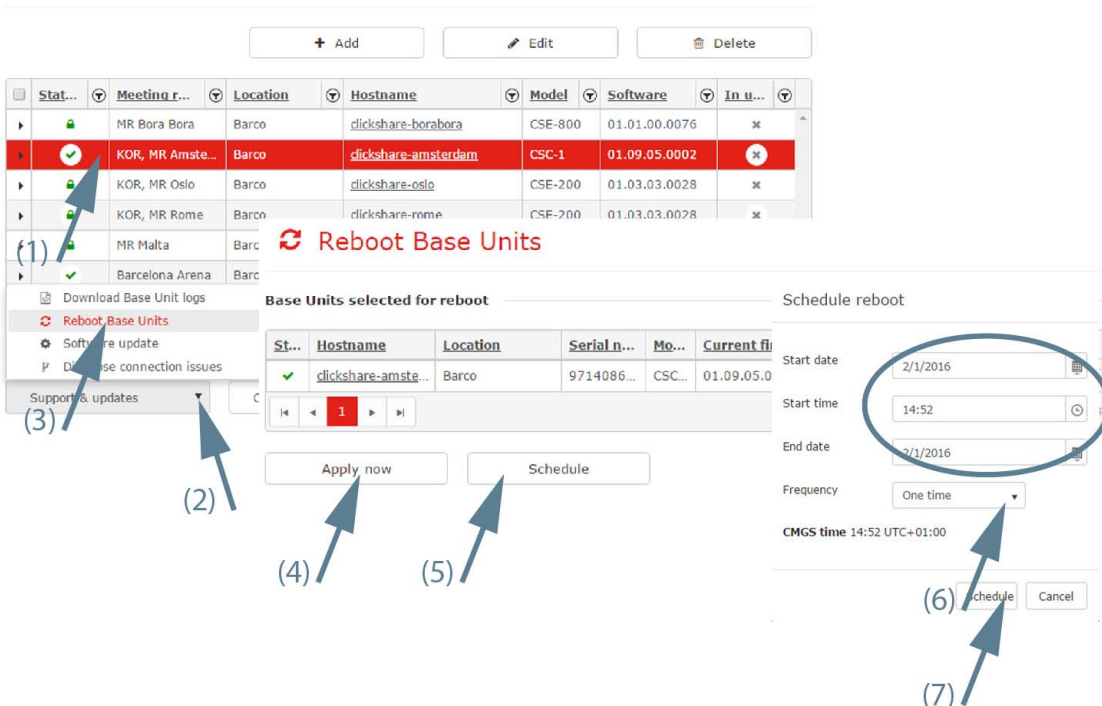 Add Edit Delete
Stat... Meeting r... Location Hostname Model Software In u...
MR Bora Bora Barco clickshare-borabora CSE-800 01.01.00.0076
KOR, MR Amste... Barco clickshare-amsterdam CSC-1 01.09.05.0002
KOR, MR Oslo Barco clickshare-oslo CSE-200 01.03.03.0028
KOR, MR Rome Barco clickshare-rome CSE-200 01.03.03.0028
(1)
MR Malta Barc
Barcelona Arena Barc
Download Base Unit logs
Reboot Base Units
Software update
Diagnose connection issues
Support & updates
(3)
(2)
Reboot Base Units
Base Units selected for reboot
St... Hostname Location Serial n... Mo... Current fi
clickshare-amste... Barco 9714086... CSC... 01.09.05.0
1
Apply now Schedule
(4)
(5)
Schedule reboot
Start date 2/1/2016
Start time 14:52
End date 2/1/2016
Frequency One time
CMGS time 14:52 UTC+01:00
(6)
Schedule Cancel
(7)